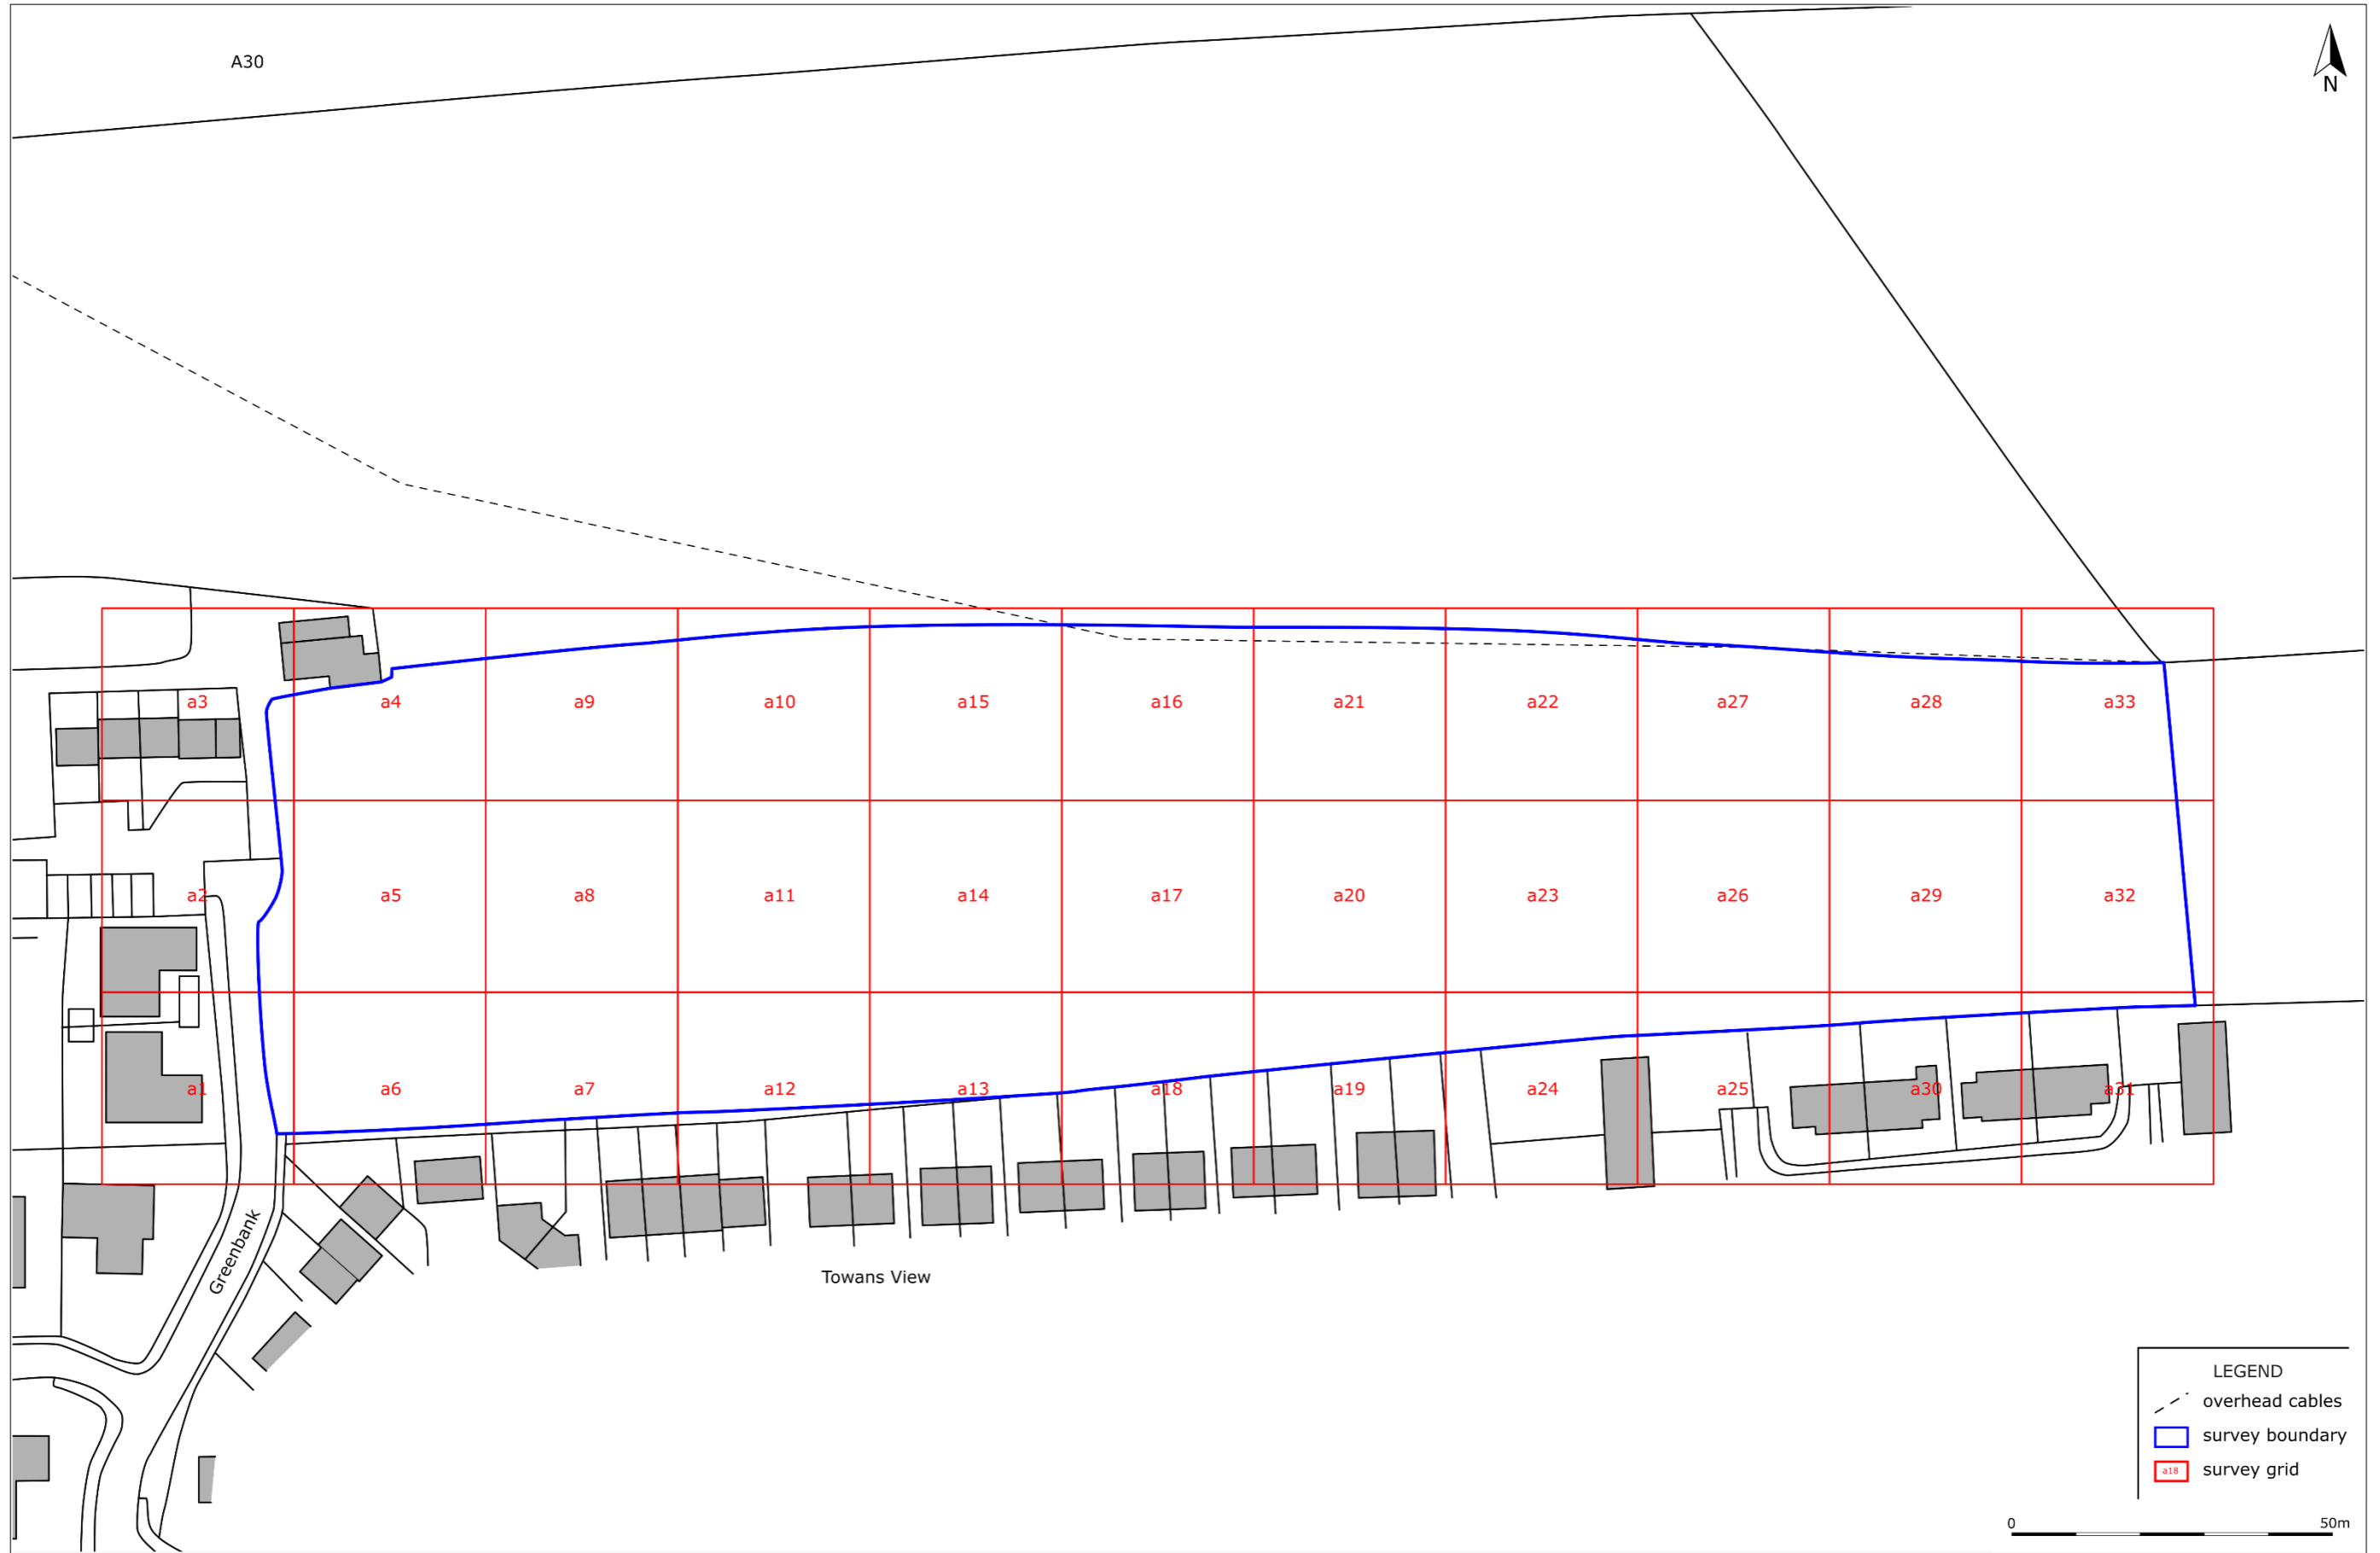 A30
N
a3
a4
a9
a10
a15
a16
a21
a22
a27
a28
a33
a2
a5
a8
a11
a14
a17
a20
a23
a26
a29
a32
a1
a6
a7
a12
a13
a18
a19
a24
a25
a30
a31
Greenbank
Towans View
LEGEND
overhead cables
survey boundary
a18 survey grid
0 50m